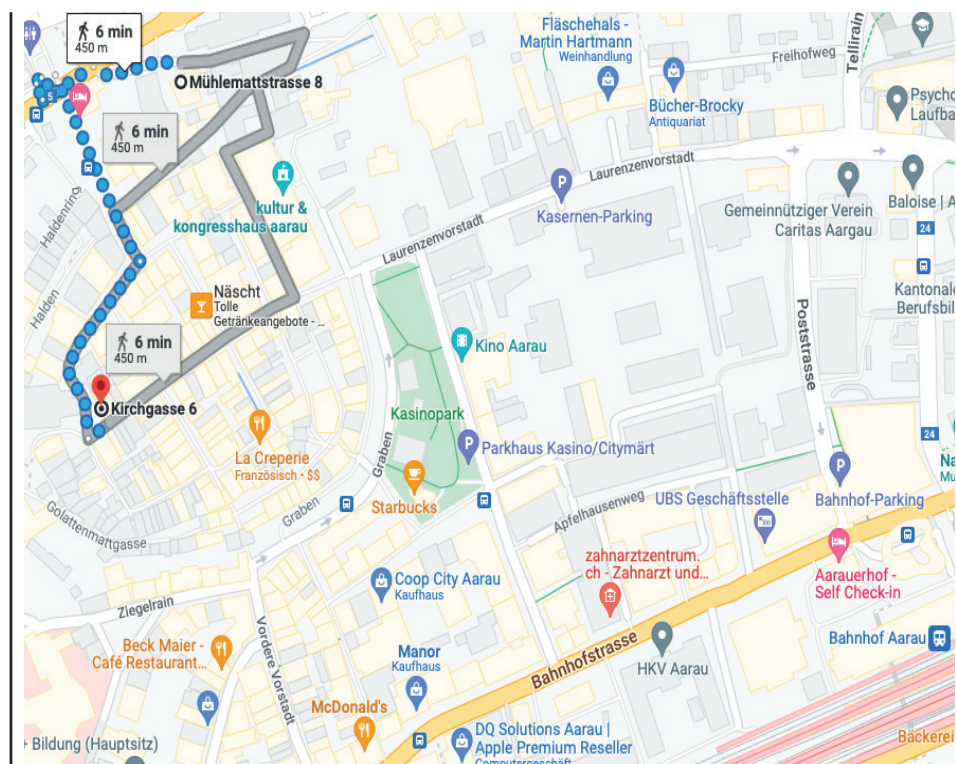 6 min
450 m
5
Mühlemattstrasse 8
6 min
450 m
Haldenring
Halden
kultur &
kongresshaus aarau
Näscht
Tolle
Getränkeangebote - ...
6 min
450 m
Kirchgasse 6
La Creperie
Französisch • $$
Golattenmattgasse
Graben
Graben
Ziegelrain
Vordere Vorstadt
Beck Maier -
Café Restaurant...
+ Bildung (Hauptsitz)
Fläschehals -
Martin Hartmann
Weinhandlung
Bücher-Brocky
Antiquariat
Freihofweg
Tellirain
Psycho
Laufba
Laurenzenvorstadt
Laurenzenvorstadt
Kasernen-Parking
Gemeinnütziger Verein
Caritas Aargau
Baloise | A
24
Kantonale
Berufsbil
Poststrasse
Kino Aarau
Kasinopark
Parkhaus Kasino/Citymärt
Starbucks
24
Na
Mu
UBS Geschäftsstelle
Bahnhof-Parking
Apfelhausenweg
zahnarztzentrum.
ch - Zahnarzt und...
Aarauerhof -
Self Check-in
Coop City Aarau
Kaufhaus
Bahnhof Aarau
Manor
Kaufhaus
Bahnhofstrasse
HKV Aarau
McDonald's
DQ Solutions Aarau |
Apple Premium Reseller
Computergeschäft
Bäckerei